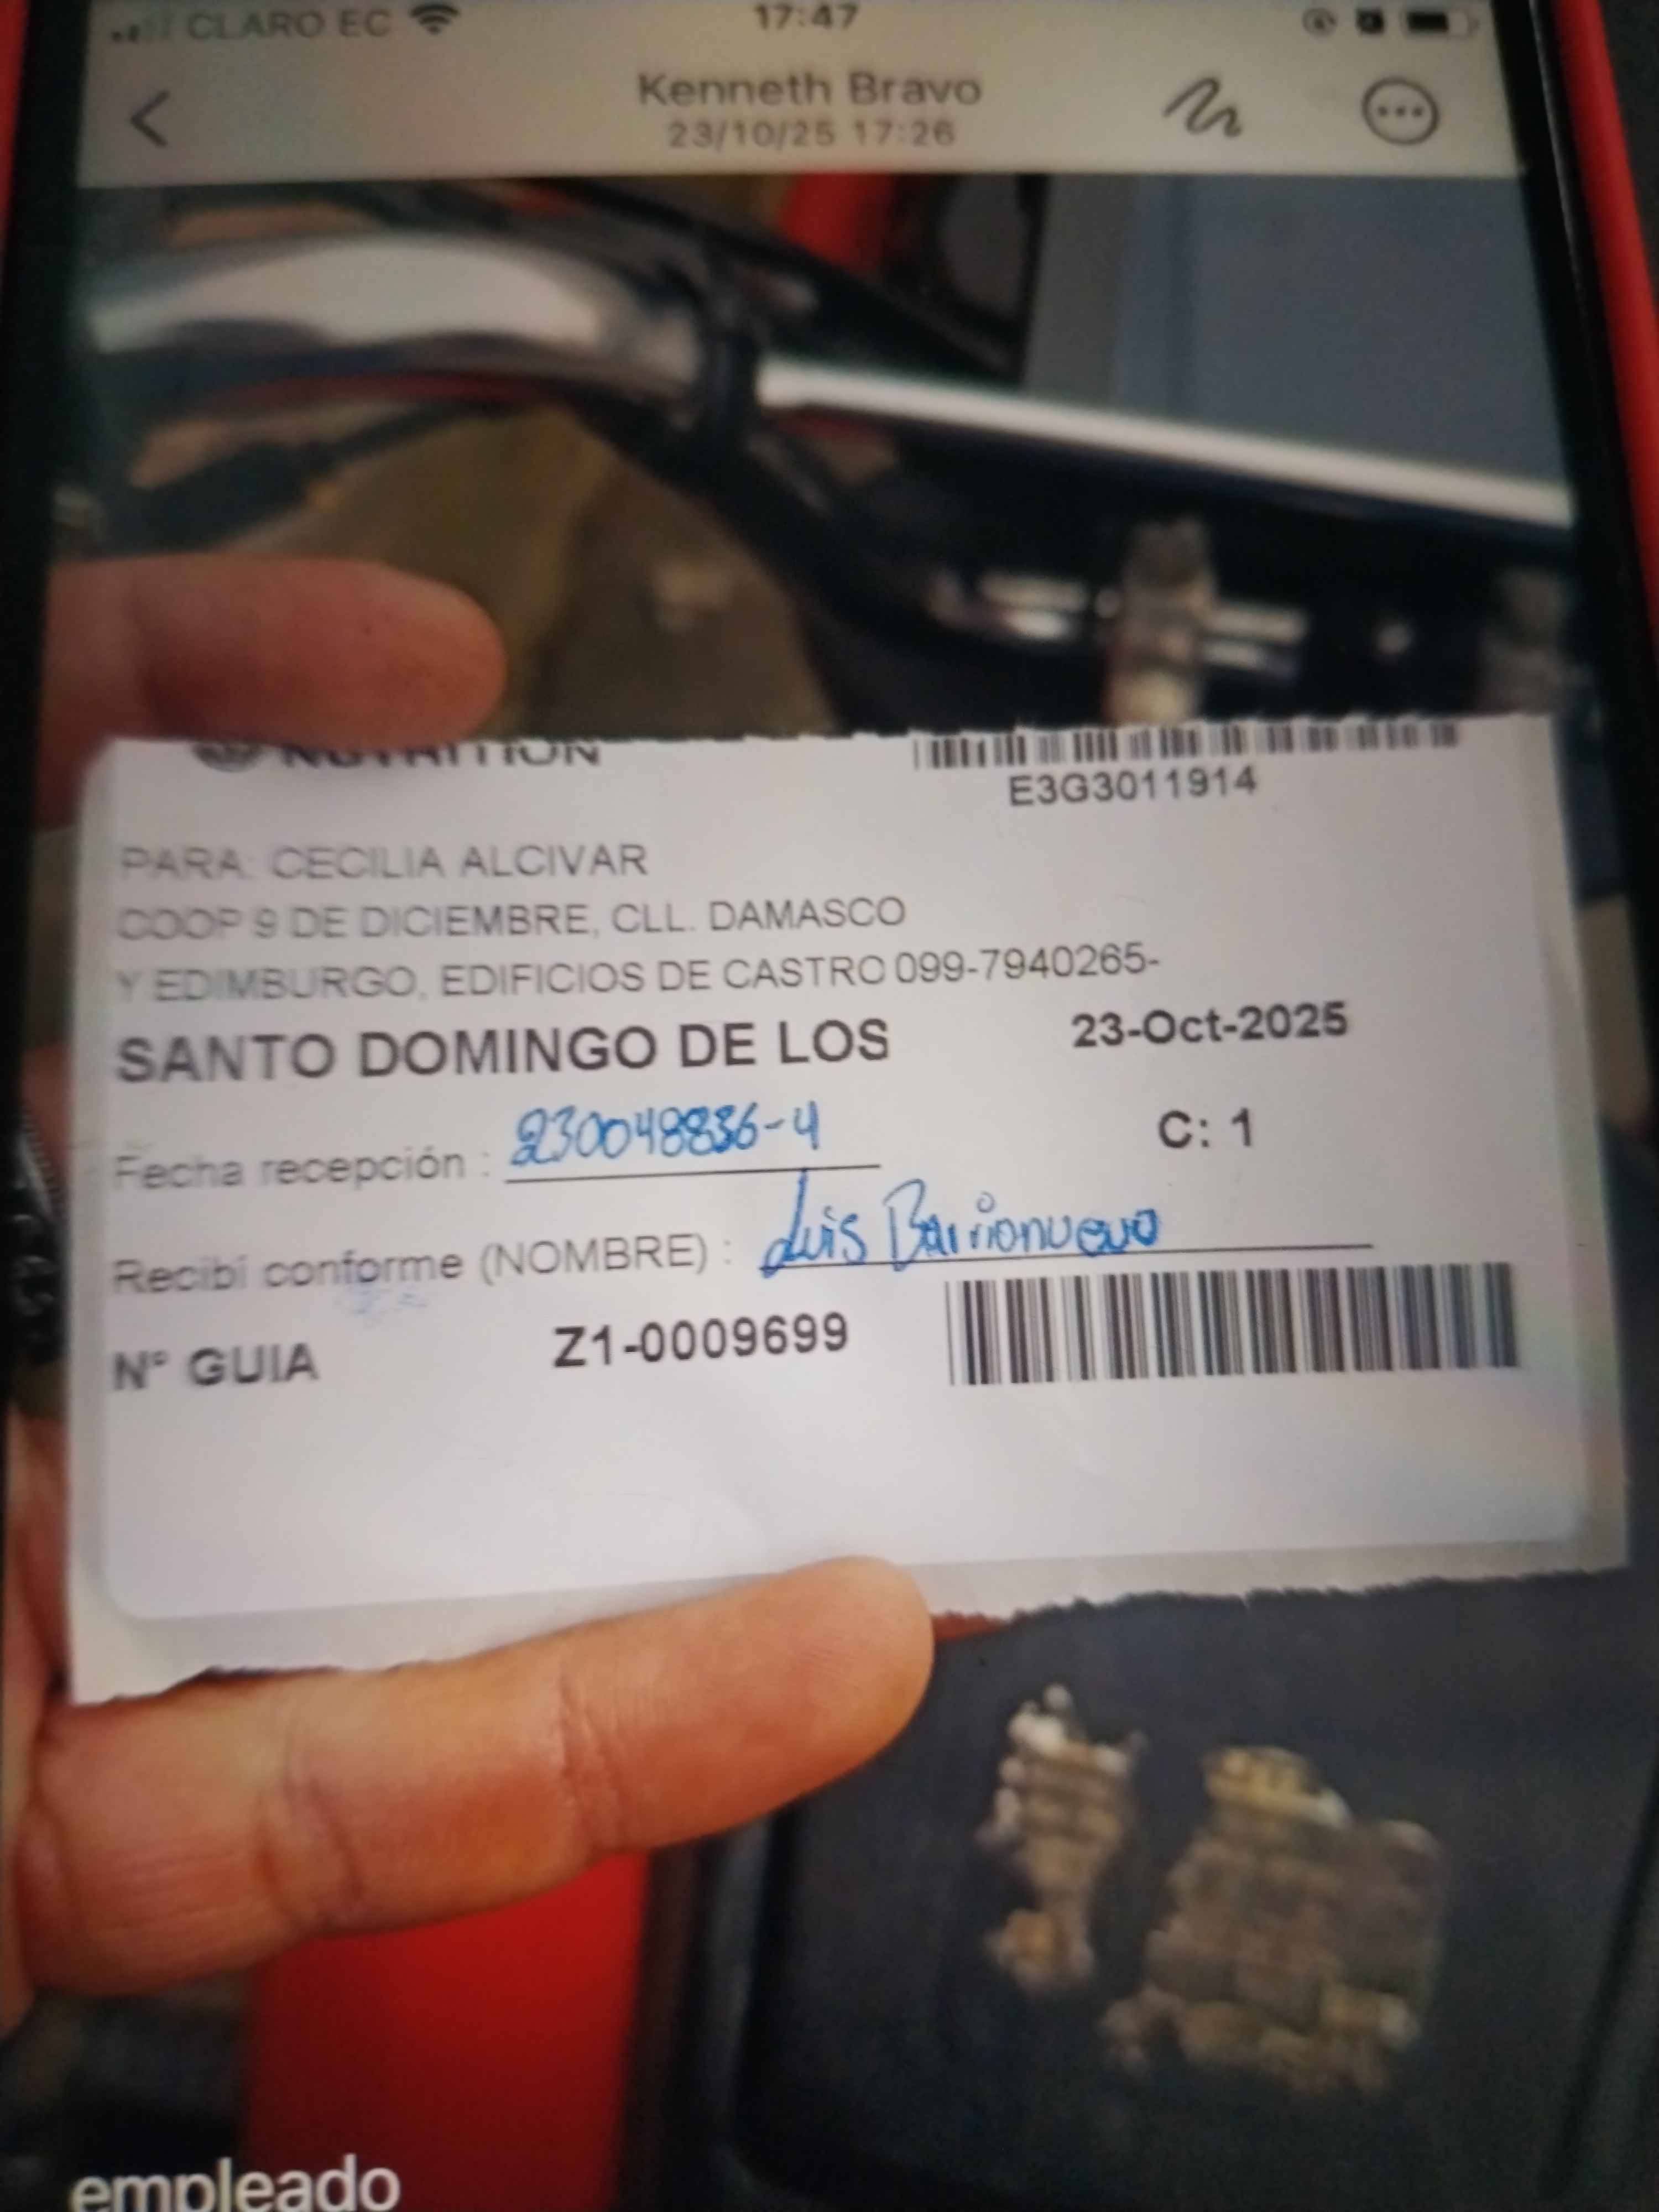 CLARO EC
17:47
Kenneth Bravo
23/10/25 17:26
NUTRITION
E3G3011914
PARA: CECILIA ALCIVAR
COOP 9 DE DICIEMBRE, CLL. DAMASCO
Y EDIMBURGO, EDIFICIOS DE CASTRO 099-7940265-
SANTO DOMINGO DE LOS 23-Oct-2025
Fecha recepción : 230048836-4 C: 1
Recibí conforme (NOMBRE) : Luis Barrionuevo
N° GUIA Z1-0009699
empleado